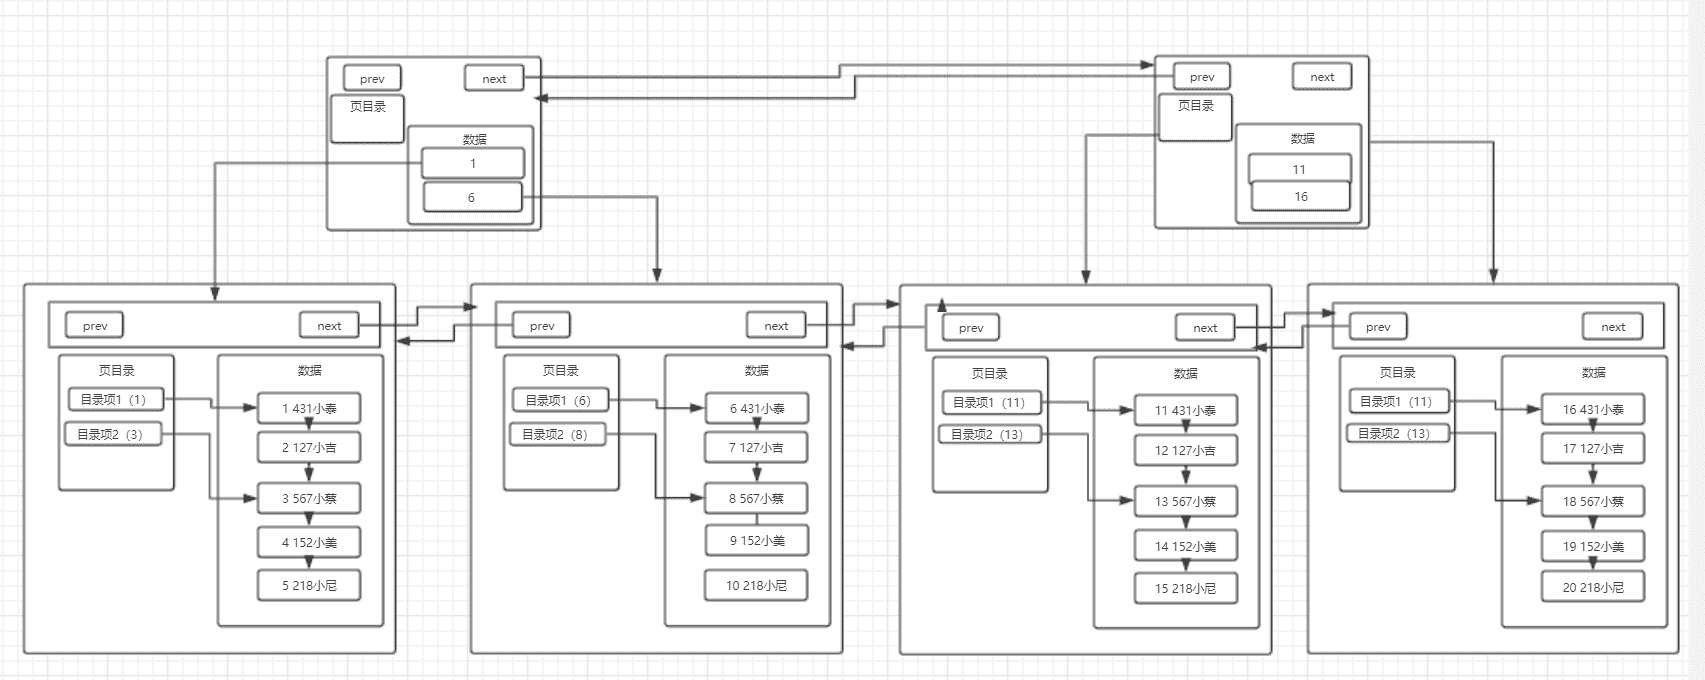 prev
next
页目录
数据
1
6
prev
next
页目录
数据
11
16
prev
next
页目录
目录项1（1）
目录项2（3）
数据
1 431小泰
2 127小吉
3 567小蔡
4 152小美
5 218小尼
prev
next
页目录
目录项1（6）
目录项2（8）
数据
6 431小泰
7 127小吉
8 567小蔡
9 152小美
10 218小尼
prev
next
页目录
目录项1（11）
目录项2（13）
数据
11 431小泰
12 127小吉
13 567小蔡
14 152小美
15 218小尼
prev
next
页目录
目录项1（11）
目录项2（13）
数据
16 431小泰
17 127小吉
18 567小蔡
19 152小美
20 218小尼